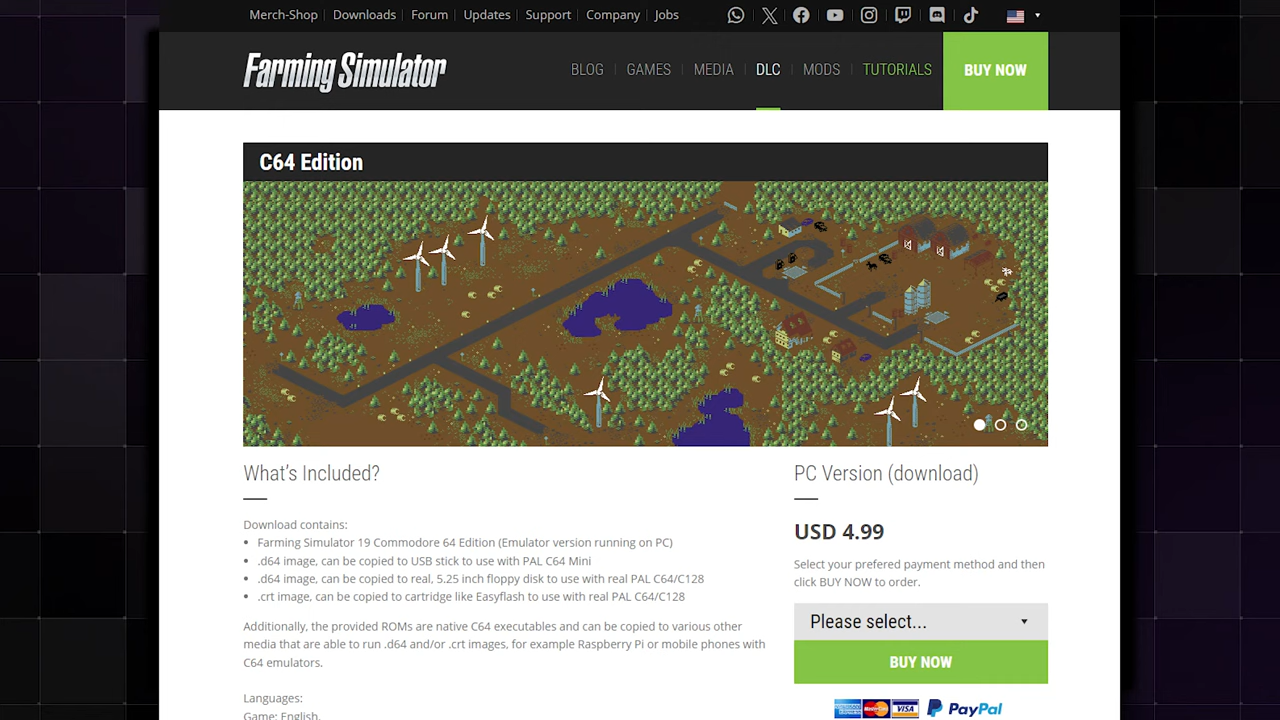 Merch-Shop Downloads Forum Updates Support Company Jobs
Farming Simulator BLOG GAMES MEDIA DLC MODS TUTORIALS BUY NOW
C64 Edition
What's Included?
Download contains:
Farming Simulator 19 Commodore 64 Edition (Emulator version running on PC)
.d64 image, can be copied to USB stick to use with PAL C64 Mini
.d64 image, can be copied to real, 5.25 inch floppy disk to use with real PAL C64/C128
.crt image, can be copied to cartridge like Easyflash to use with real PAL C64/C128
Additionally, the provided ROMs are native C64 executables and can be copied to various other
media that are able to run .d64 and/or .crt images, for example Raspberry Pi or mobile phones with
C64 emulators.
Languages:
Game: English,
PC Version (download)
USD 4.99
Select your prefered payment method and then
click BUY NOW to order.
Please select...
BUY NOW
AMERICAN EXPRESS MasterCard VISA PayPal